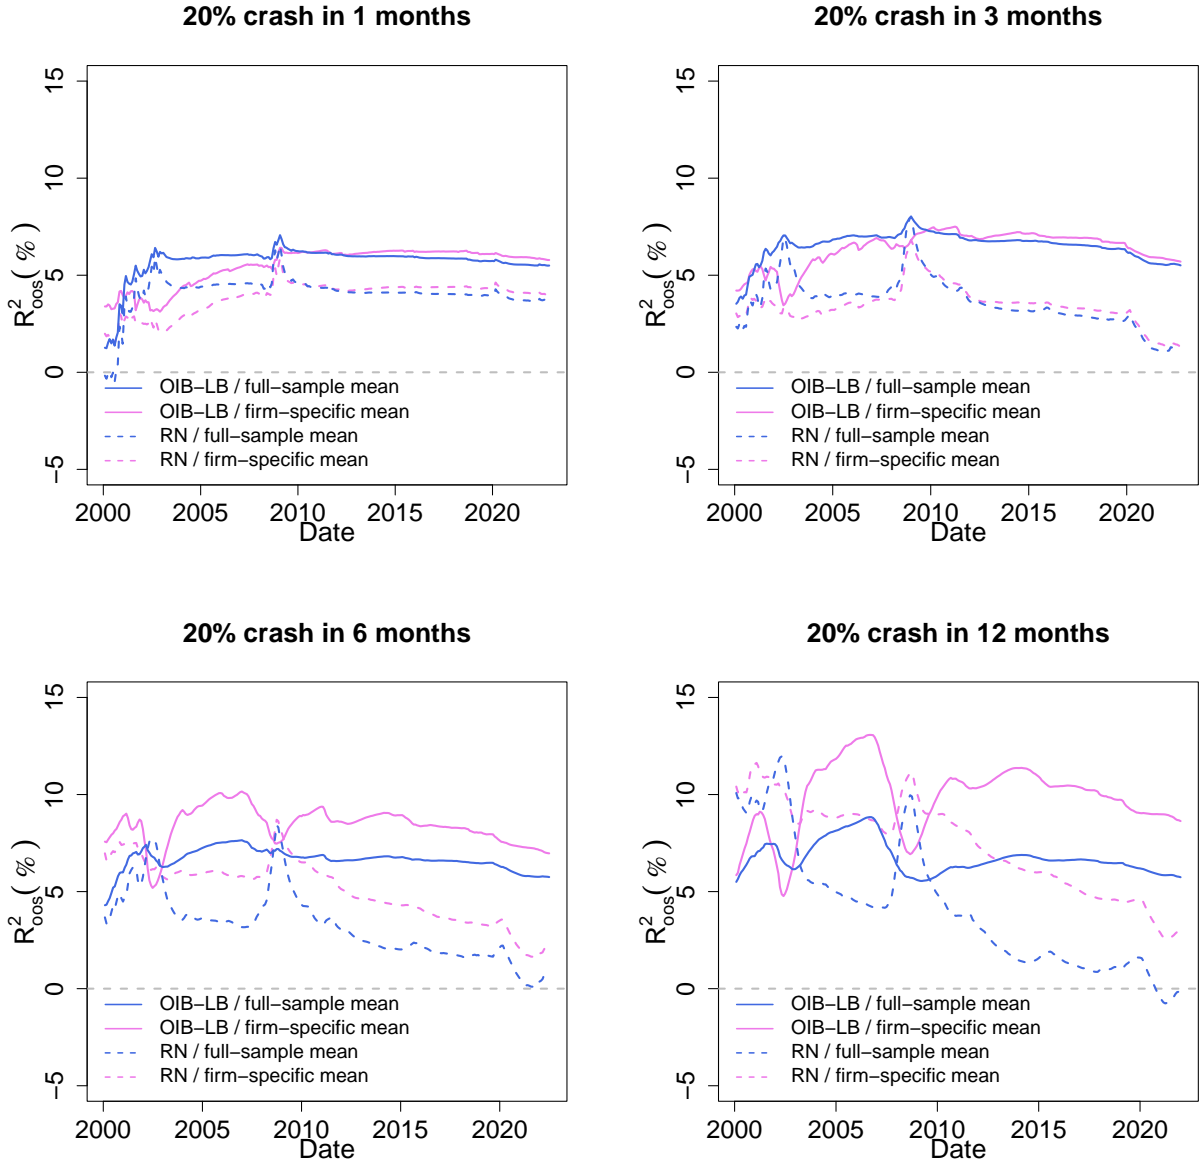 20% crash in 1 months
R²oos( % )
15
10
5
0
−5
OIB−LB / full−sample mean
OIB−LB / firm−specific mean
RN / full−sample mean
RN / firm−specific mean
2000 2005 2010 2015 2020
Date
20% crash in 3 months
R²oos( % )
15
10
5
0
−5
OIB−LB / full−sample mean
OIB−LB / firm−specific mean
RN / full−sample mean
RN / firm−specific mean
2000 2005 2010 2015 2020
Date
20% crash in 6 months
R²oos( % )
15
10
5
0
−5
OIB−LB / full−sample mean
OIB−LB / firm−specific mean
RN / full−sample mean
RN / firm−specific mean
2000 2005 2010 2015 2020
Date
20% crash in 12 months
R²oos( % )
15
10
5
0
−5
OIB−LB / full−sample mean
OIB−LB / firm−specific mean
RN / full−sample mean
RN / firm−specific mean
2000 2005 2010 2015 2020
Date